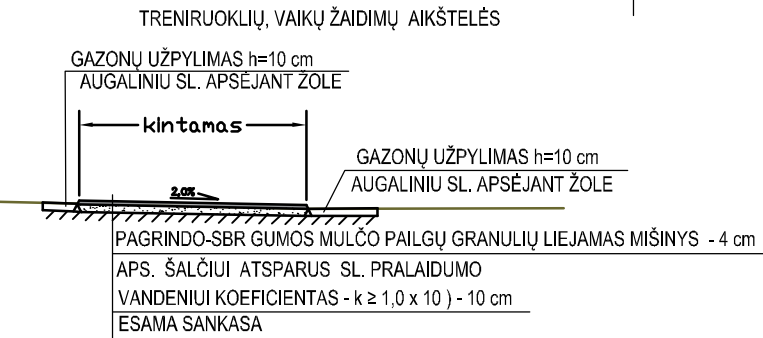 TRENIRUOKLIŲ, VAIKŲ ŽAIDIMŲ AIKŠTELĖS
GAZONŲ UŽPYLIMAS h=10 cm
AUGALINIU SL. APSĖJANT ŽOLE
kintamas
GAZONŲ UŽPYLIMAS h=10 cm
AUGALINIU SL. APSĖJANT ŽOLE
2,0%
PAGRINDO-SBR GUMOS MULČO PAILGŲ GRANULIŲ LIEJAMAS MIŠINYS - 4 cm
APS. ŠALČIUI ATSPARUS SL. PRALAIDUMO
VANDENIUI KOEFICIENTAS - k ≥ 1,0 x 10 ) - 10 cm
ESAMA SANKASA